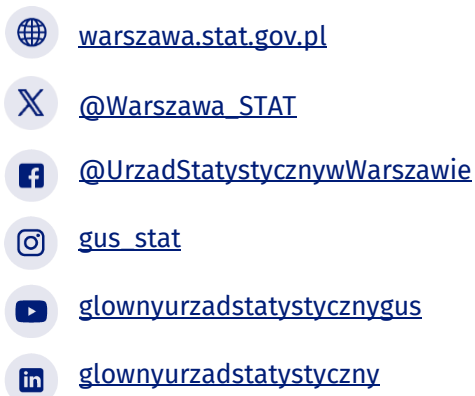 warszawa.stat.gov.pl
@Warszawa_STAT
@UrzadStatystycznywWarszawie
gus_stat
glownyurzadstatystycznygus
glownyurzadstatystyczny